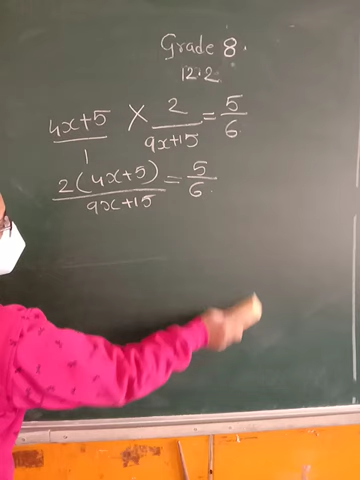 Grade 8.
12.2
4x+5/1 × 2/9x+15 = 5/6
2(4x+5)/9x+15 = 5/6.